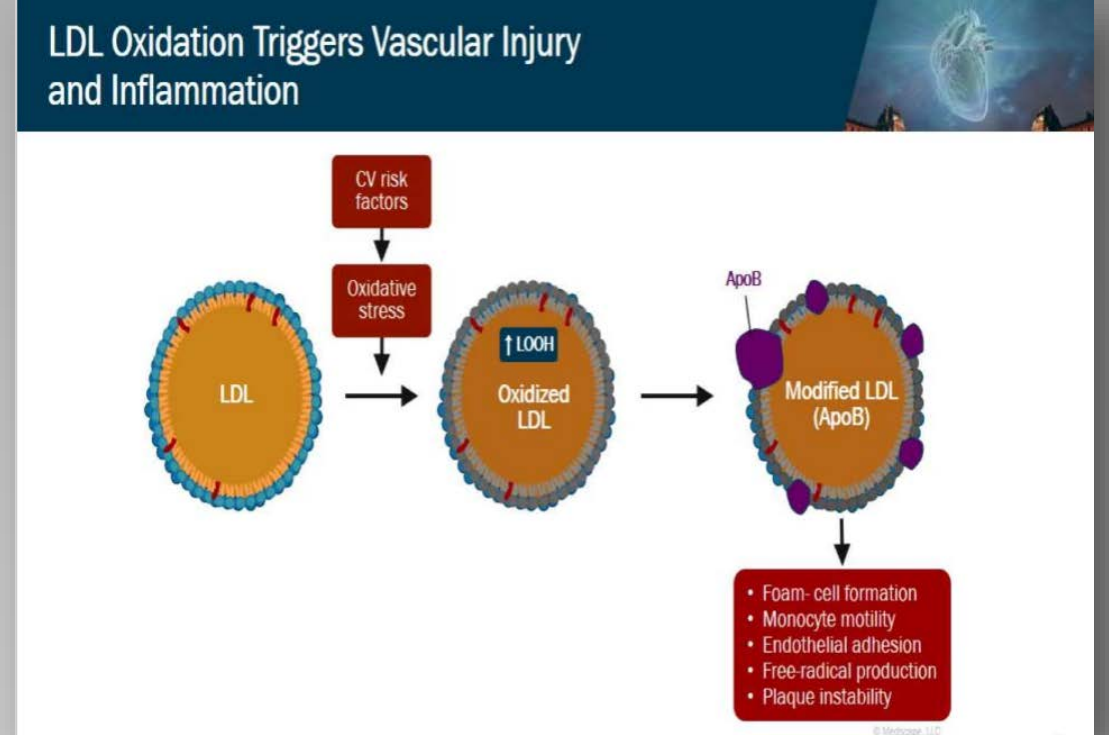 LDL Oxidation Triggers Vascular Injury
and Inflammation
CV risk
factors
Oxidative
stress
LDL
↑ LOOH
Oxidized
LDL
ApoB
Modified LDL
(ApoB)
• Foam- cell formation
• Monocyte motility
• Endothelial adhesion
• Free-radical production
• Plaque instability
© Medscape, LLC